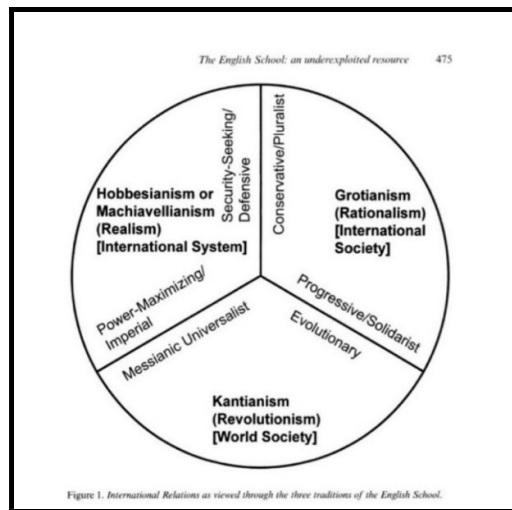 The English School: an underexploited resource 475
Security-Seeking/
Defensive
Conservative/Pluralist
Hobbesianism or
Machiavellianism
(Realism)
[International System]
Grotianism
(Rationalism)
[International
Society]
Power-Maximizing/
Imperial
Messianic Universalist
Progressive/Solidarist
Evolutionary
Kantianism
(Revolutionism)
[World Society]
Figure 1. International Relations as viewed through the three traditions of the English School.